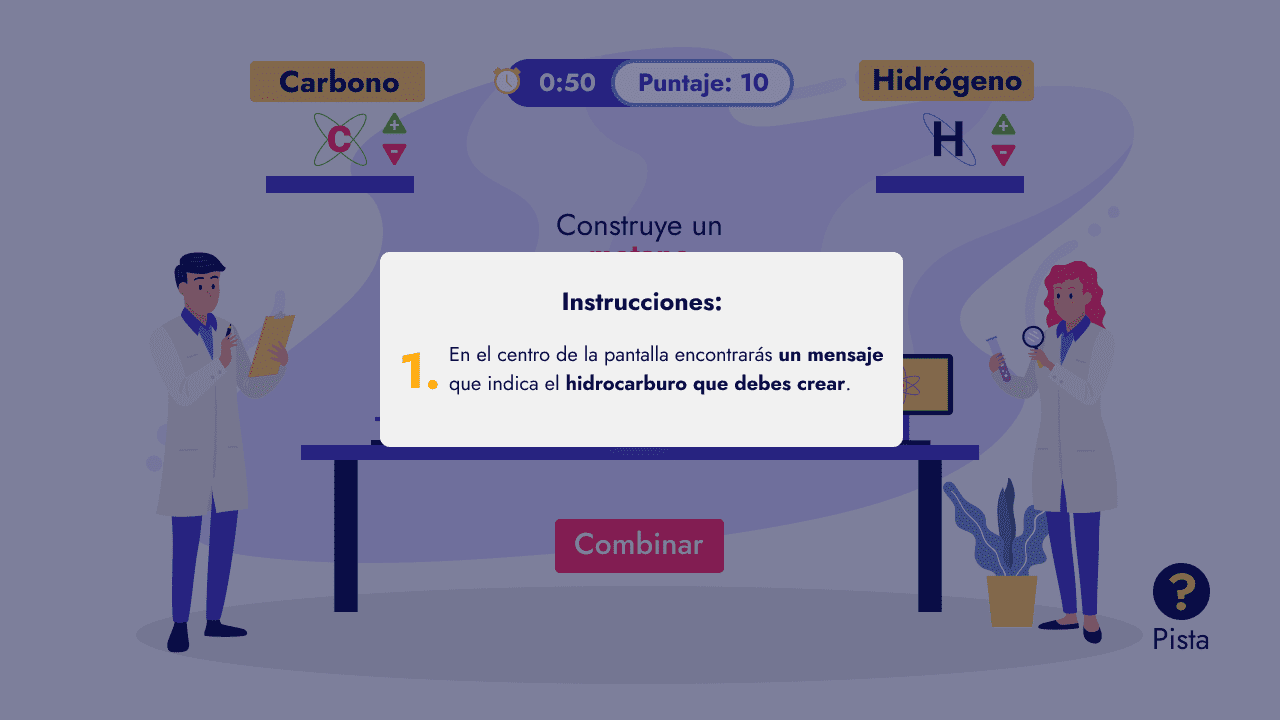 Carbono
0:50
Puntaje: 10
Hidrógeno
C
+
-
H
+
-
Construye un
metano
Instrucciones:
1. En el centro de la pantalla encontrarás un mensaje
que indica el hidrocarburo que debes crear.
Combinar
?
Pista